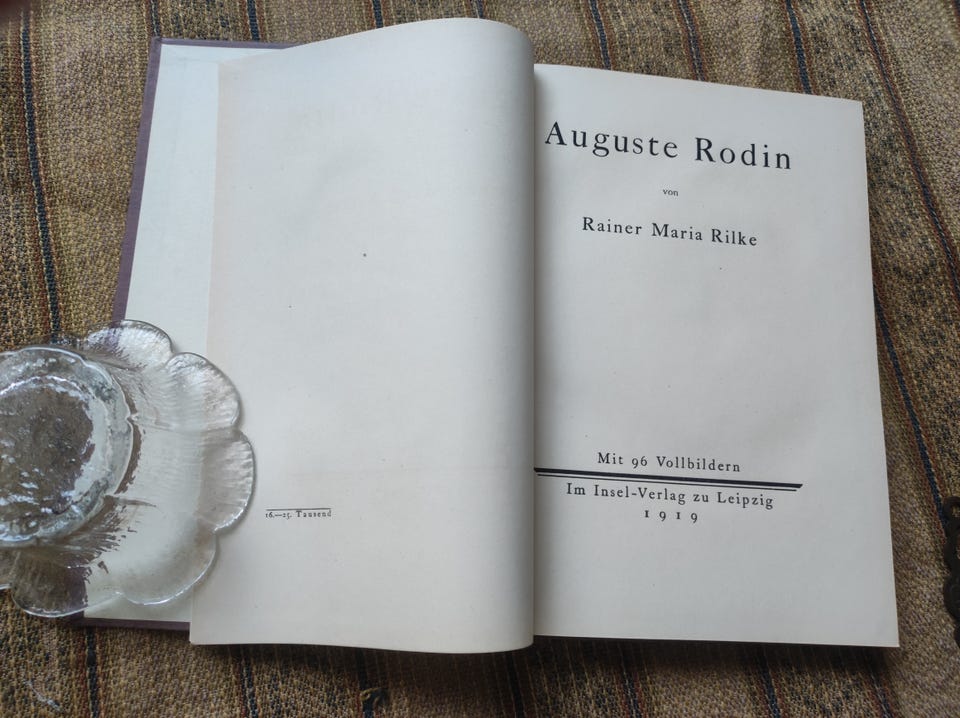 16.—25. Tausend
Auguste Rodin
von
Rainer Maria Rilke
Mit 96 Vollbildern
Im Insel-Verlag zu Leipzig
1919